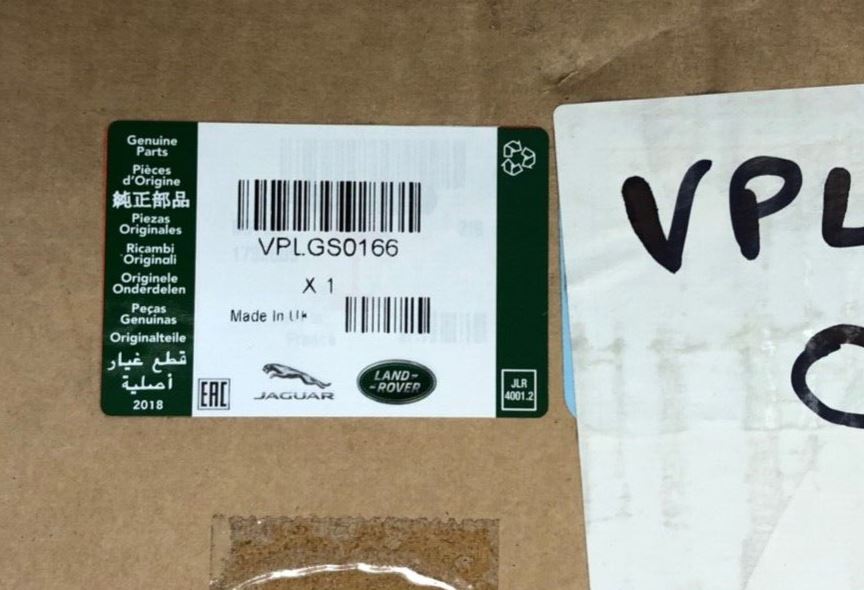 Genuine
Parts
Pièces
d'Origine
純正部品
Piezas
Originales
Ricambi
Originali
Originele
Onderdelen
Peças
Genuinas
Originalteile
قطع غيار
أصلية
2018
VPLGS0166
X 1
Made In UK
EAC
JAGUAR
LAND-
-ROVER
JLR
4001.2
VPL